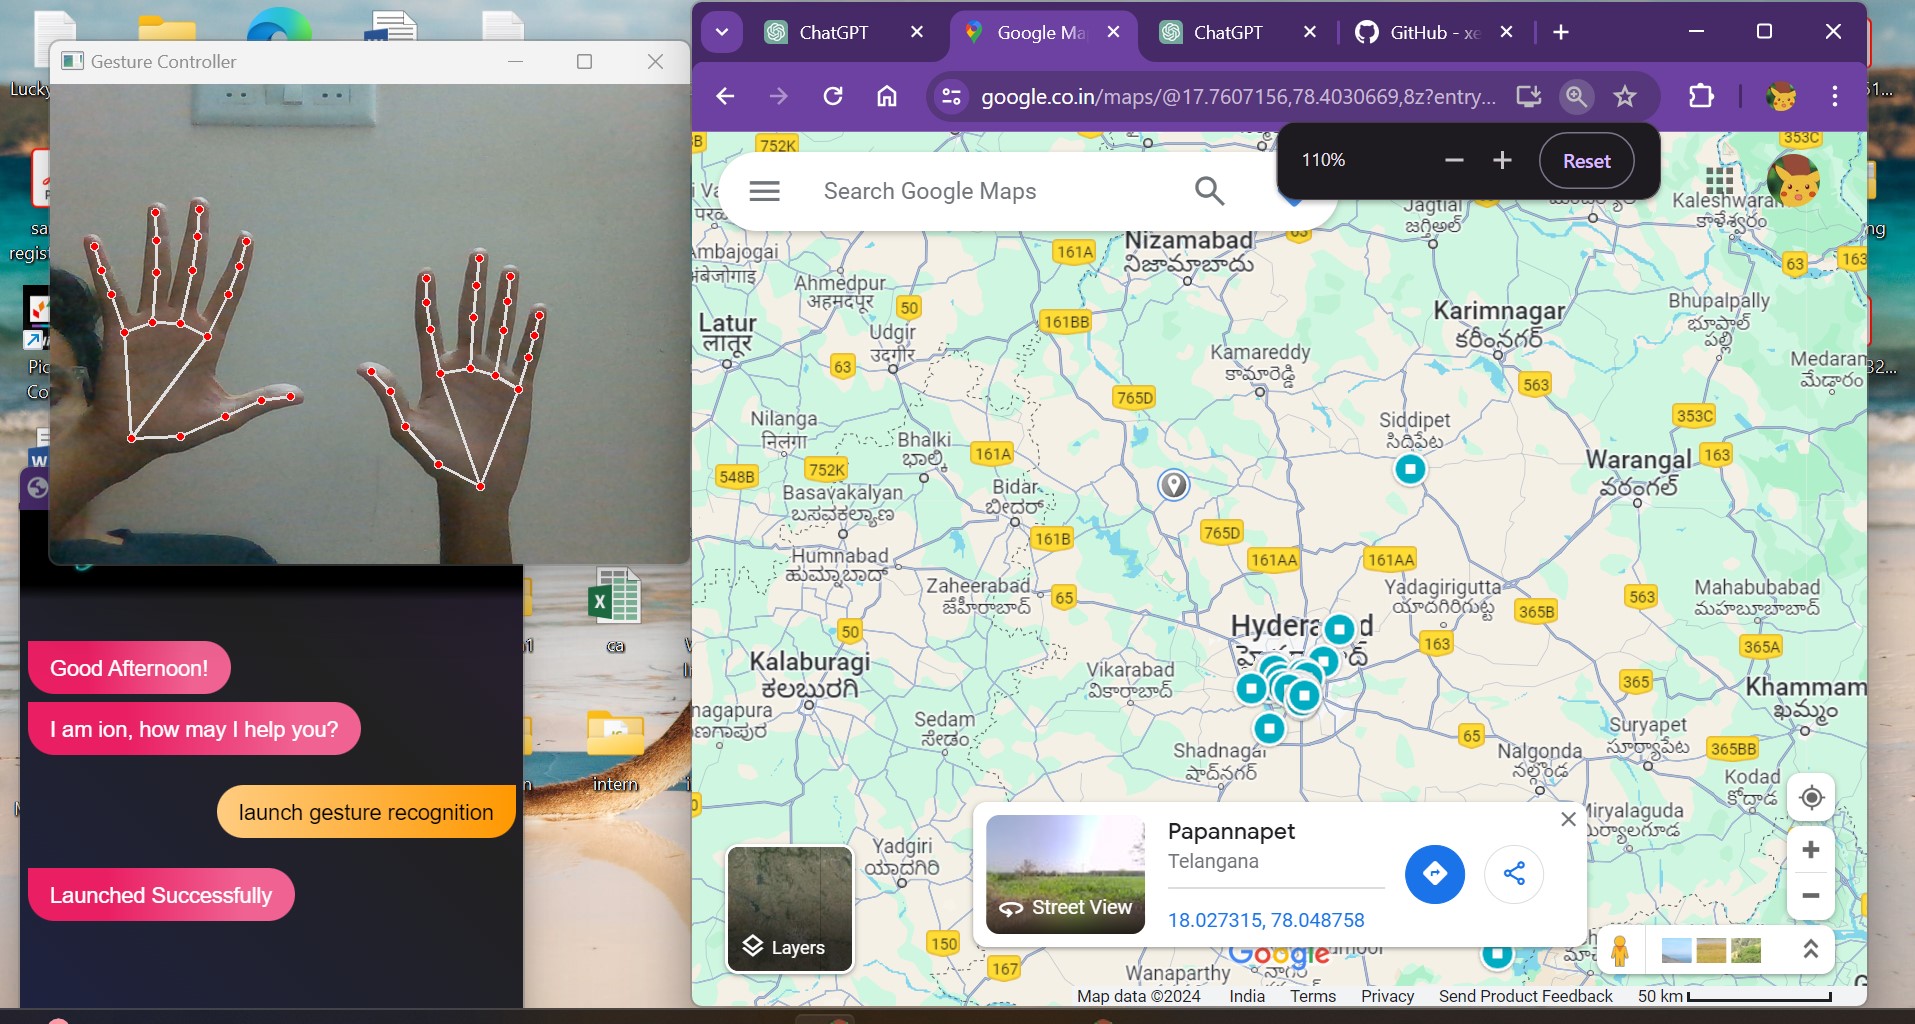 Lucky
sa
regist
Pic
Co
Gesture Controller
Good Afternoon!
I am ion, how may I help you?
launch gesture recognition
Launched Successfully
ca
intern
ChatGPT
Google Ma
ChatGPT
GitHub - xe
google.co.in/maps/@17.7607156,78.4030669,8z?entry...
110%
Reset
Search Google Maps
752K
353C
Kaleshwaram
కాళేశ్వరం
Jagtial
జగ్తిఅల్
63
161A
Nizamabad
నిజామాబాదు
Ambajogai
अंबेजोगाई
Ahmedpur
अहमदपूर
50
63
163
Latur
लातूर
Udgir
उदगीर
161BB
Karimnagar
కరీంనగర్
Bhupalpally
భూపాల్
పల్లి
63
Kamareddy
కామారెడ్డి
Medaram
మేడారం
563
765D
353C
Nilanga
निलंगा
Siddipet
సిదిపేట
Bhalki
ಭಾಲ್ಕಿ
161A
163
Warangal
వరంగల్
548B
752K
Basavakalyan
ಬಸವಕಲ್ಯಾಣ
Bidar
ಬೀದರ್
161B
765D
161AA
161AA
Humnabad
ಹುಮ್ನಾಬಾದ್
Zaheerabad
జహీరాబాద్
65
Yadagirigutta
యాదగిరిగుట్ట
365B
563
Mahabubabad
మహబూబాబాద్
50
163
365A
Kalaburagi
ಕಲಬುರಗಿ
Vikarabad
వికారాబాద్
365
Khammam
ఖమ్మం
Sedam
ಸೇಡಂ
65
Suryapet
సూర్యాపేట
365BB
Shadnagar
షాద్‌నగర్
Nalgonda
నల్గొండ
Kodad
కోదాడ
Miryalaguda
Yadgiri
ಯಾದಗಿರಿ
150
167
Wanaparthy
Papannapet
Telangana
18.027315, 78.048758
Street View
Layers
Google
Map data ©2024 India Terms Privacy Send Product Feedback 50 km